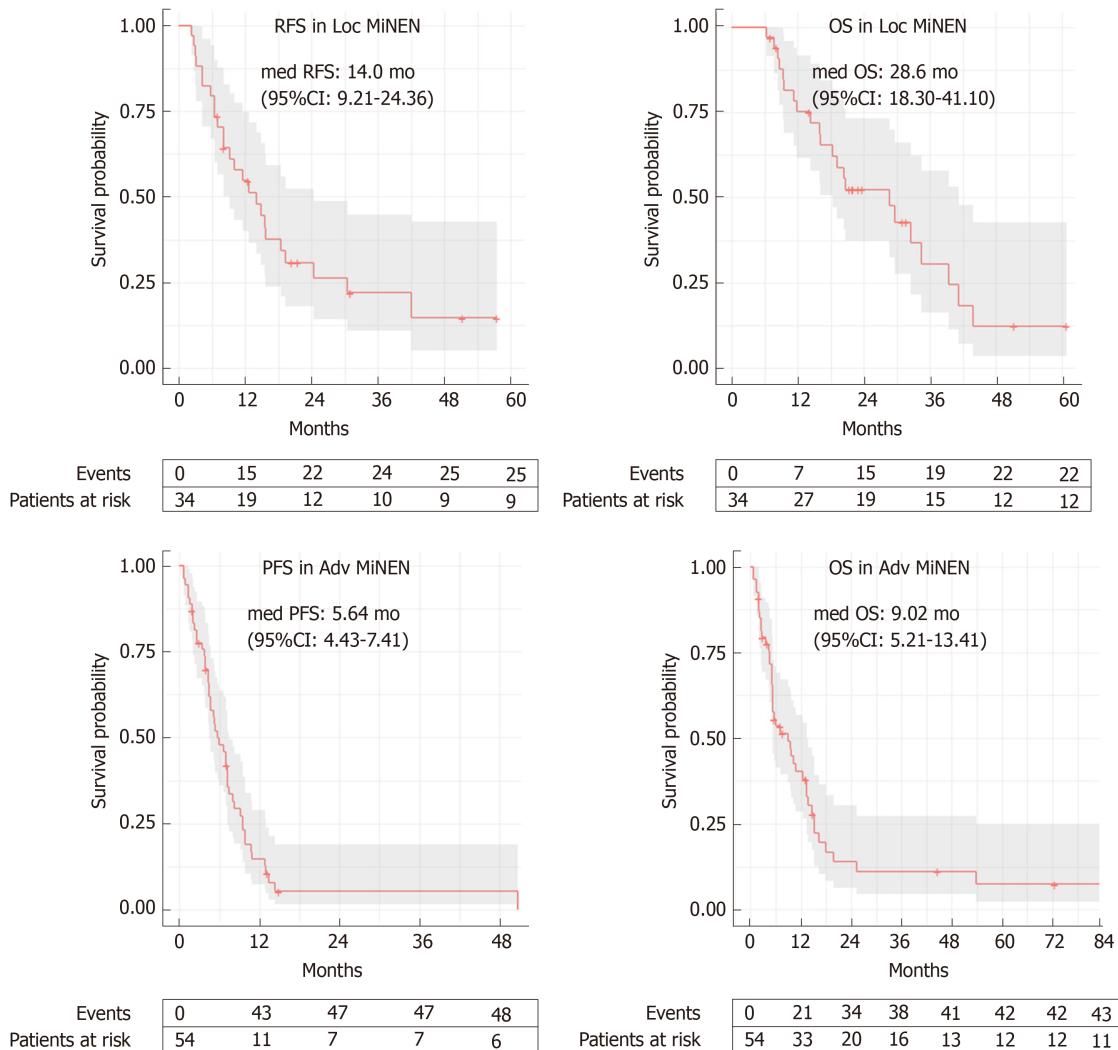 RFS in Loc MiNEN
med RFS: 14.0 mo
(95%CI: 9.21-24.36)
Survival probability
1.00
0.75
0.50
0.25
0.00
0 12 24 36 48 60
Months
Events 0 15 22 24 25 25
Patients at risk 34 19 12 10 9 9
OS in Loc MiNEN
med OS: 28.6 mo
(95%CI: 18.30-41.10)
Survival probability
1.00
0.75
0.50
0.25
0.00
0 12 24 36 48 60
Months
Events 0 7 15 19 22 22
Patients at risk 34 27 19 15 12 12
PFS in Adv MiNEN
med PFS: 5.64 mo
(95%CI: 4.43-7.41)
Survival probability
1.00
0.75
0.50
0.25
0.00
0 12 24 36 48
Months
Events 0 43 47 47 48
Patients at risk 54 11 7 7 6
OS in Adv MiNEN
med OS: 9.02 mo
(95%CI: 5.21-13.41)
Survival probability
1.00
0.75
0.50
0.25
0.00
0 12 24 36 48 60 72 84
Months
Events 0 21 34 38 41 42 42 43
Patients at risk 54 33 20 16 13 12 12 11